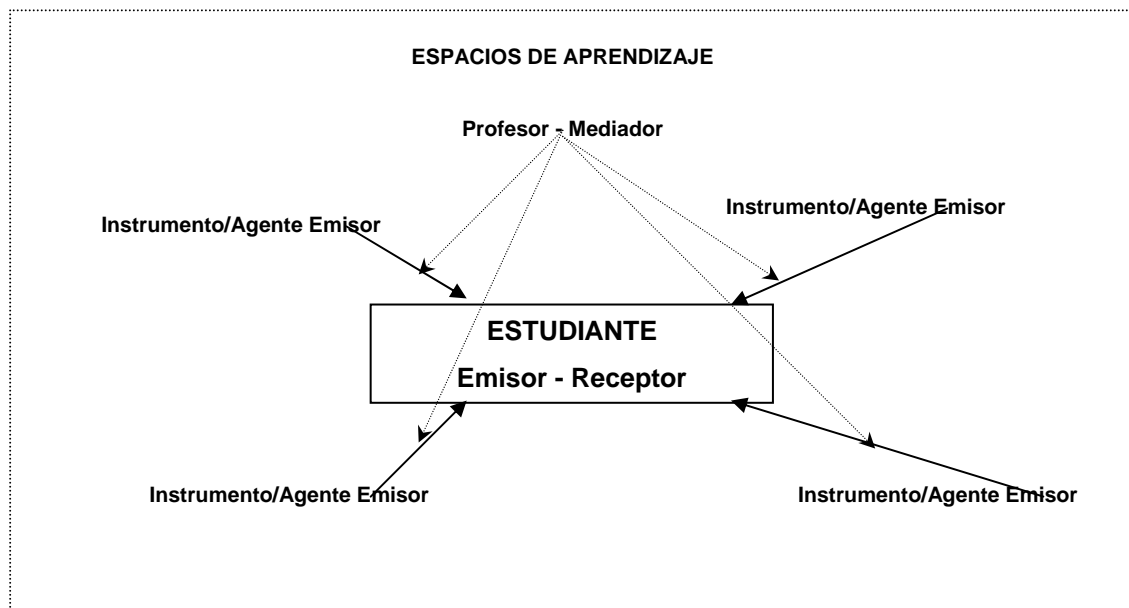 ESPACIOS DE APRENDIZAJE
Profesor - Mediador
Instrumento/Agente Emisor
Instrumento/Agente Emisor
ESTUDIANTE
Emisor - Receptor
Instrumento/Agente Emisor
Instrumento/Agente Emisor